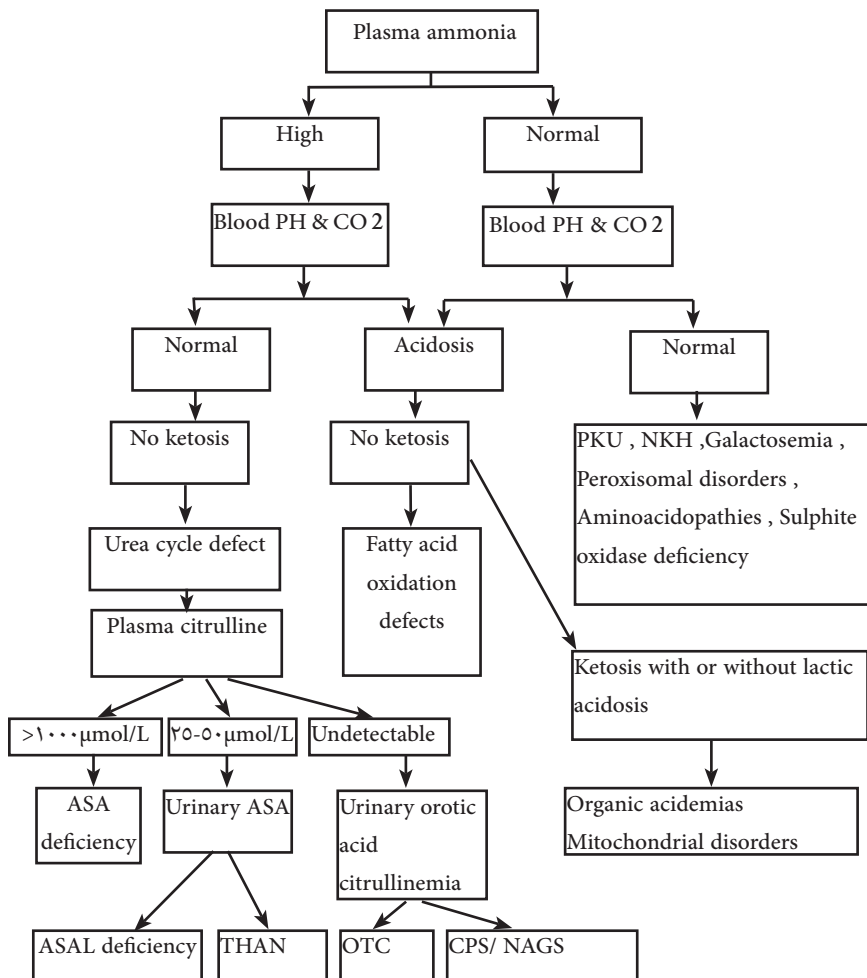 Plasma ammonia
High
Normal
Blood PH & CO 2
Blood PH & CO 2
Normal
Acidosis
Normal
No ketosis
No ketosis
PKU , NKH ,Galactosemia ,
Peroxisomal disorders ,
Aminoacidopathies , Sulphite
oxidase deficiency
Urea cycle defect
Fatty acid
oxidation
defects
Plasma citrulline
Ketosis with or without lactic
acidosis
>١٠٠٠µmol/L
٢٥-٥٠µmol/L
Undetectable
ASA
deficiency
Urinary ASA
Urinary orotic
acid
citrullinemia
Organic acidemias
Mitochondrial disorders
ASAL deficiency
THAN
OTC
CPS/ NAGS